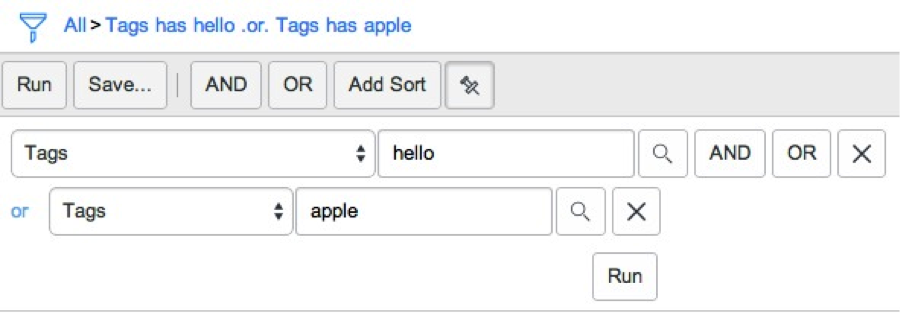 All > Tags has hello .or. Tags has apple
Run Save... AND OR Add Sort
Tags hello AND OR
or Tags apple
Run